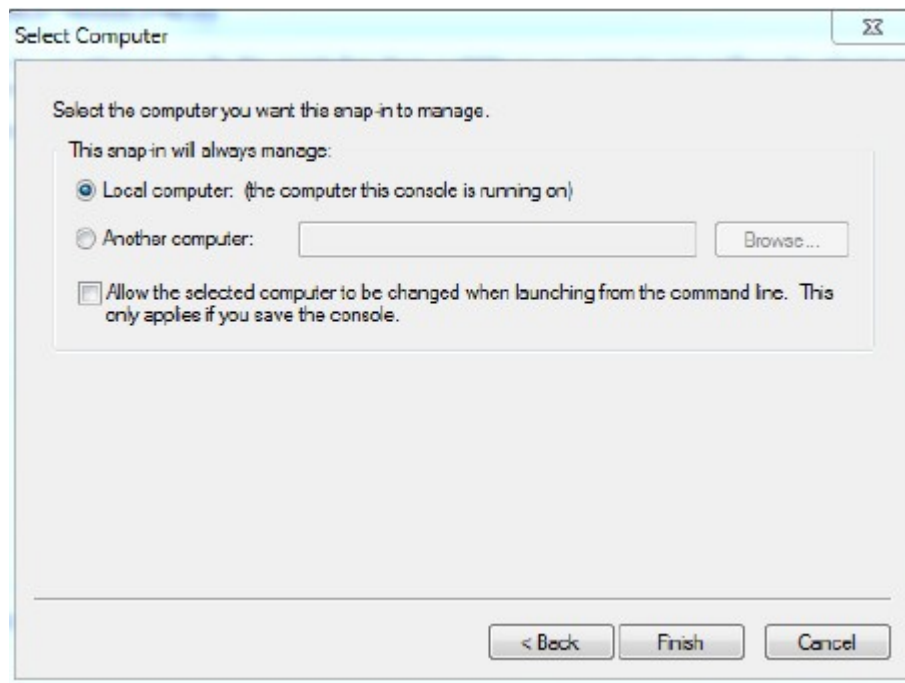 Select Computer
Select the computer you want this snap-in to manage.
This snap-in will always manage:
Local computer: (the computer this console is running on)
Another computer:
Browse...
Allow the selected computer to be changed when launching from the command line. This
only applies if you save the console.
< Back Finish Cancel